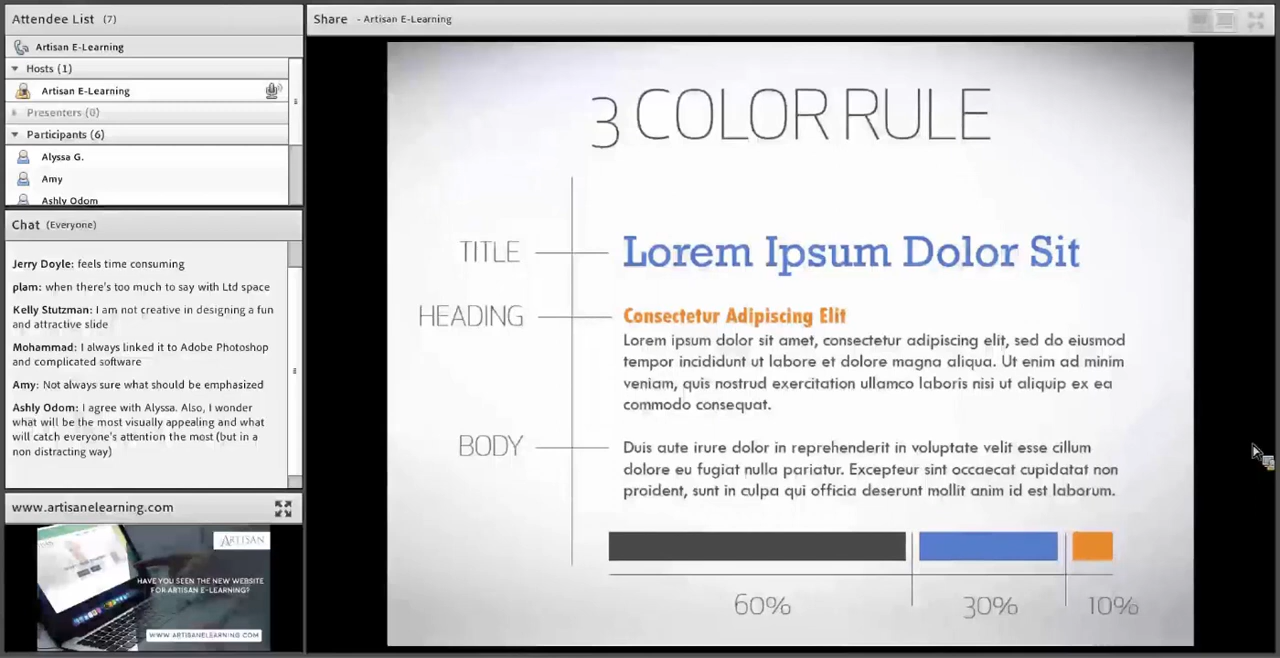 Attendee List (7)
Artisan E-Learning
Hosts (1)
Artisan E-Learning
Presenters (0)
Participants (6)
Alyssa G.
Amy
Ashly Odom
Chat (Everyone)
Jerry Doyle: feels time consuming
plam: when there's too much to say with Ltd space
Kelly Stutzman: I am not creative in designing a fun
and attractive slide
Mohammad: I always linked it to Adobe Photoshop
and complicated software
Amy: Not always sure what should be emphasized
Ashly Odom: I agree with Alyssa. Also, I wonder
what will be the most visually appealing and what
will catch everyone's attention the most (but in a
non distracting way)
www.artisanelearning.com
ARTISAN
HAVE YOU SEEN THE NEW WEBSITE
FOR ARTISAN E-LEARNING?
WWW.ARTISANELEARNING.COM
Share - Artisan E-Learning
3 COLOR RULE
TITLE
Lorem Ipsum Dolor Sit
HEADING
Consectetur Adipiscing Elit
Lorem ipsum dolor sit amet, consectetur adipiscing elit, sed do eiusmod
tempor incididunt ut labore et dolore magna aliqua. Ut enim ad minim
veniam, quis nostrud exercitation ullamco laboris nisi ut aliquip ex ea
commodo consequat.
BODY
Duis aute irure dolor in reprehenderit in voluptate velit esse cillum
dolore eu fugiat nulla pariatur. Excepteur sint occaecat cupidatat non
proident, sunt in culpa qui officia deserunt mollit anim id est laborum.
60% 30% 10%